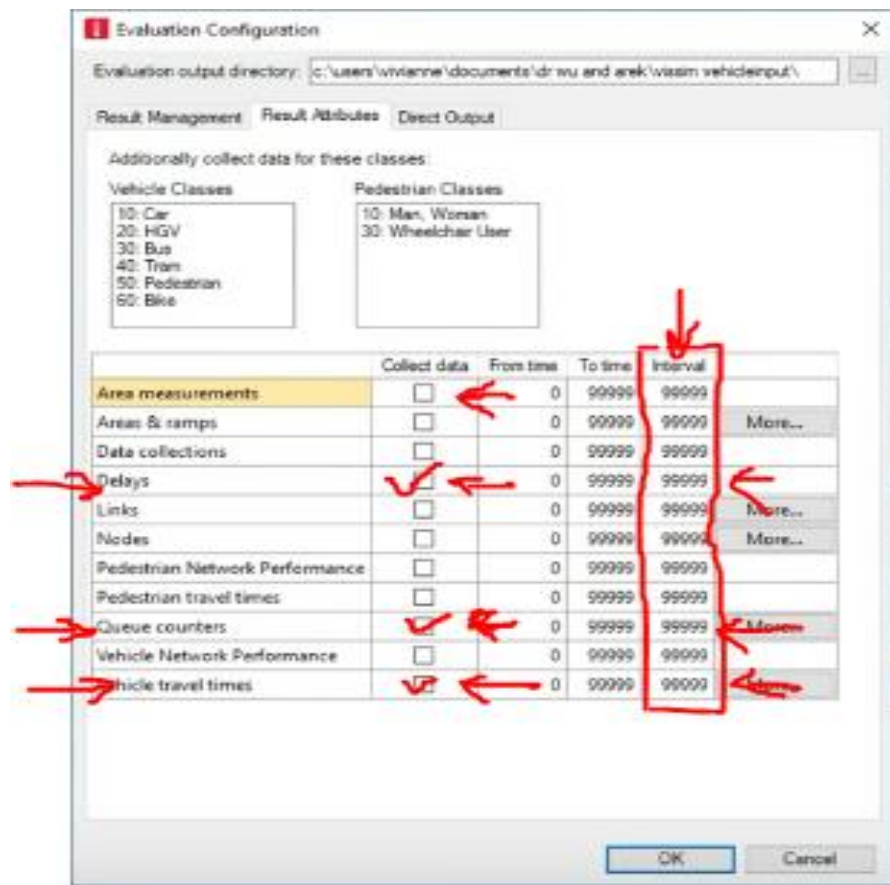 Evaluation Configuration
Evaluation output directory: c:\users\vivianne\documents\dr wu and arek\vissim vehicleinput\ ...
Result Management Result Attributes Direct Output
Additionally collect data for these classes:
Vehicle Classes Pedestrian Classes
10: Car 10: Man, Woman
20: HGV 30: Wheelchair User
30: Bus
40: Tram
50: Pedestrian
60: Bike
Collect data From time To time Interval
Area measurements 0 99999 99999
Areas & ramps 0 99999 99999 More...
Data collections 0 99999 99999
Delays 0 99999 99999
Links 0 99999 99999 More...
Nodes 0 99999 99999 More...
Pedestrian Network Performance 0 99999 99999
Pedestrian travel times 0 99999 99999
Queue counters 0 99999 99999 More...
Vehicle Network Performance 0 99999 99999
Vehicle travel times 0 99999 99999 More...
OK Cancel